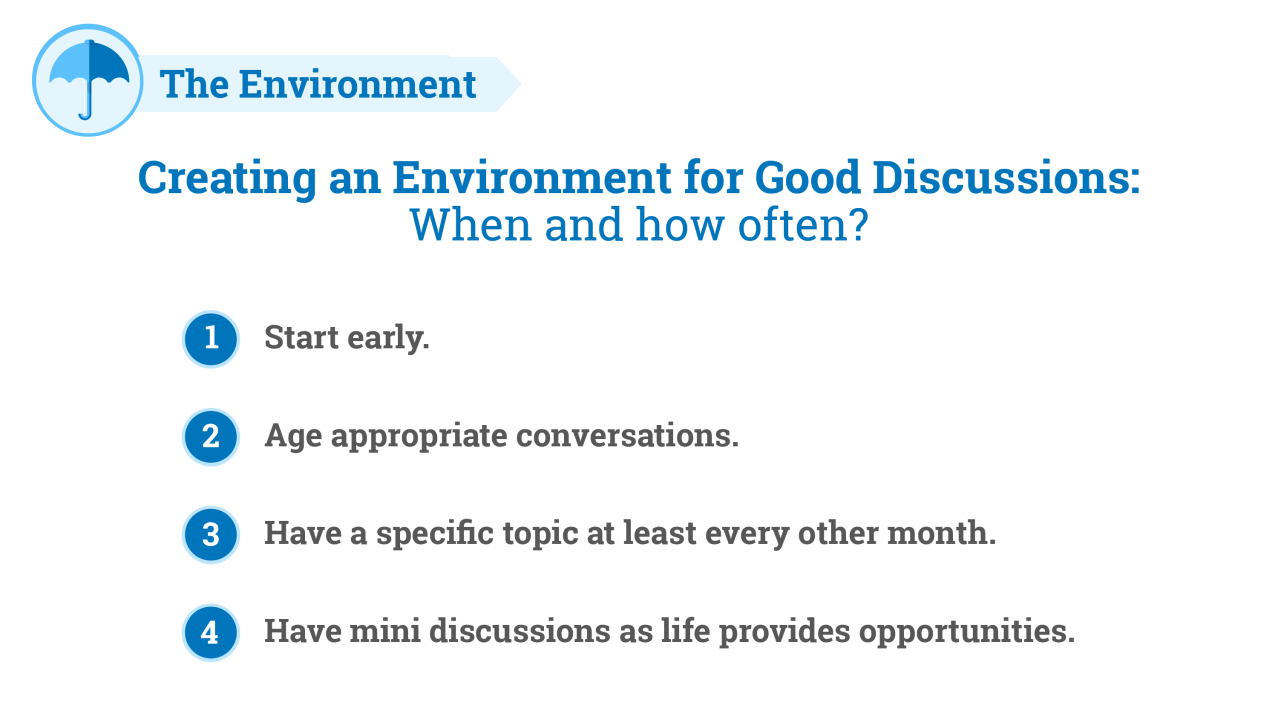 The Environment
Creating an Environment for Good Discussions:
When and how often?
1 Start early.
2 Age appropriate conversations.
3 Have a specific topic at least every other month.
4 Have mini discussions as life provides opportunities.